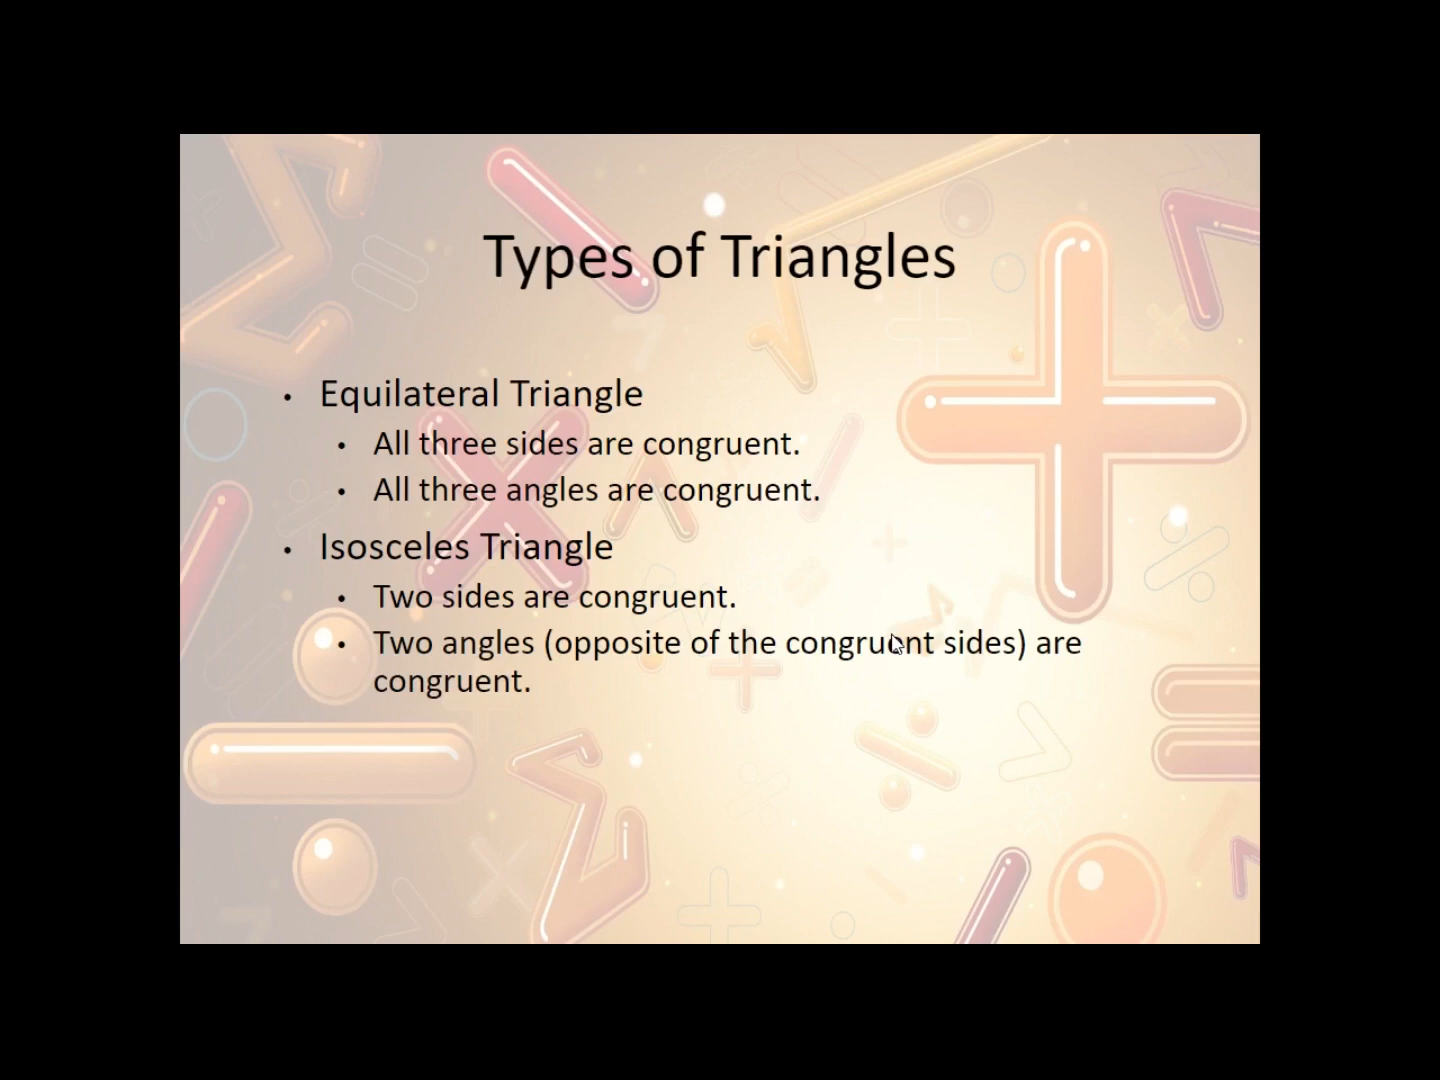 Types of Triangles
• Equilateral Triangle
• All three sides are congruent.
• All three angles are congruent.
• Isosceles Triangle
• Two sides are congruent.
• Two angles (opposite of the congruent sides) are
congruent.